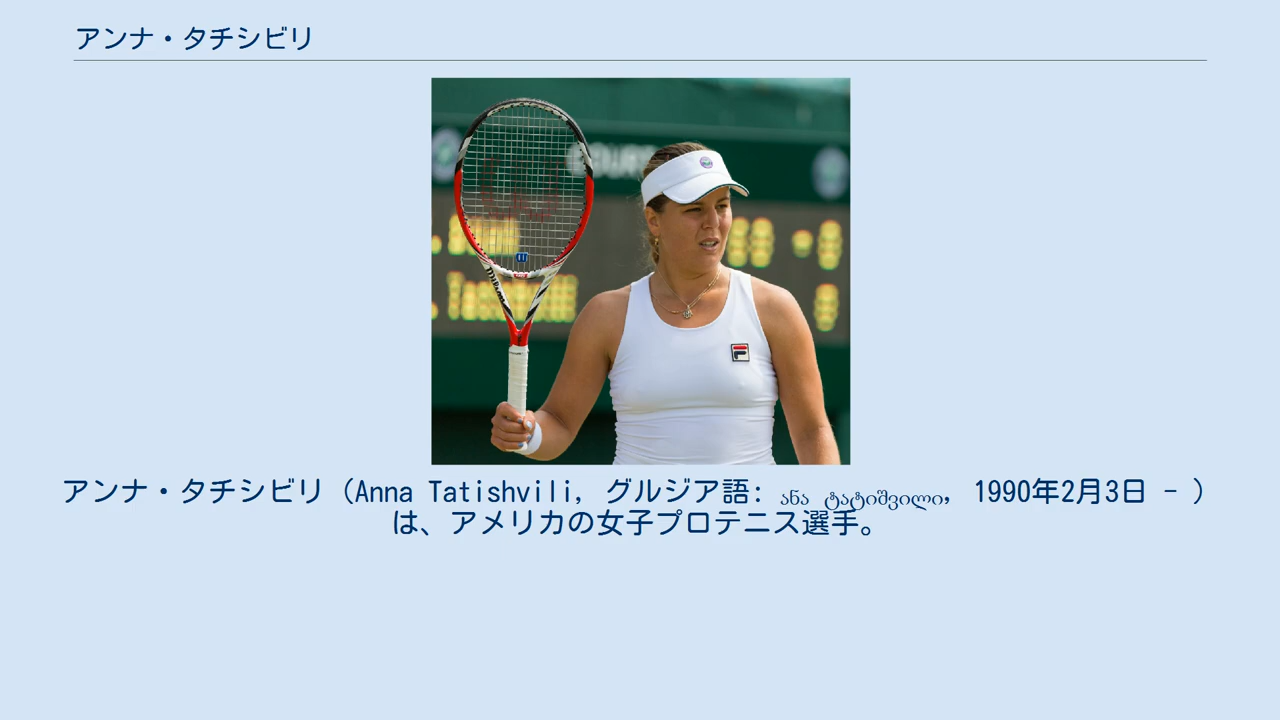 アンナ・タチシビリ
COURT
アンナ・タチシビリ（Anna Tatishvili, グルジア語: ანა ტატიშვილი, 1990年2月3日 - ）
は、アメリカの女子プロテニス選手。